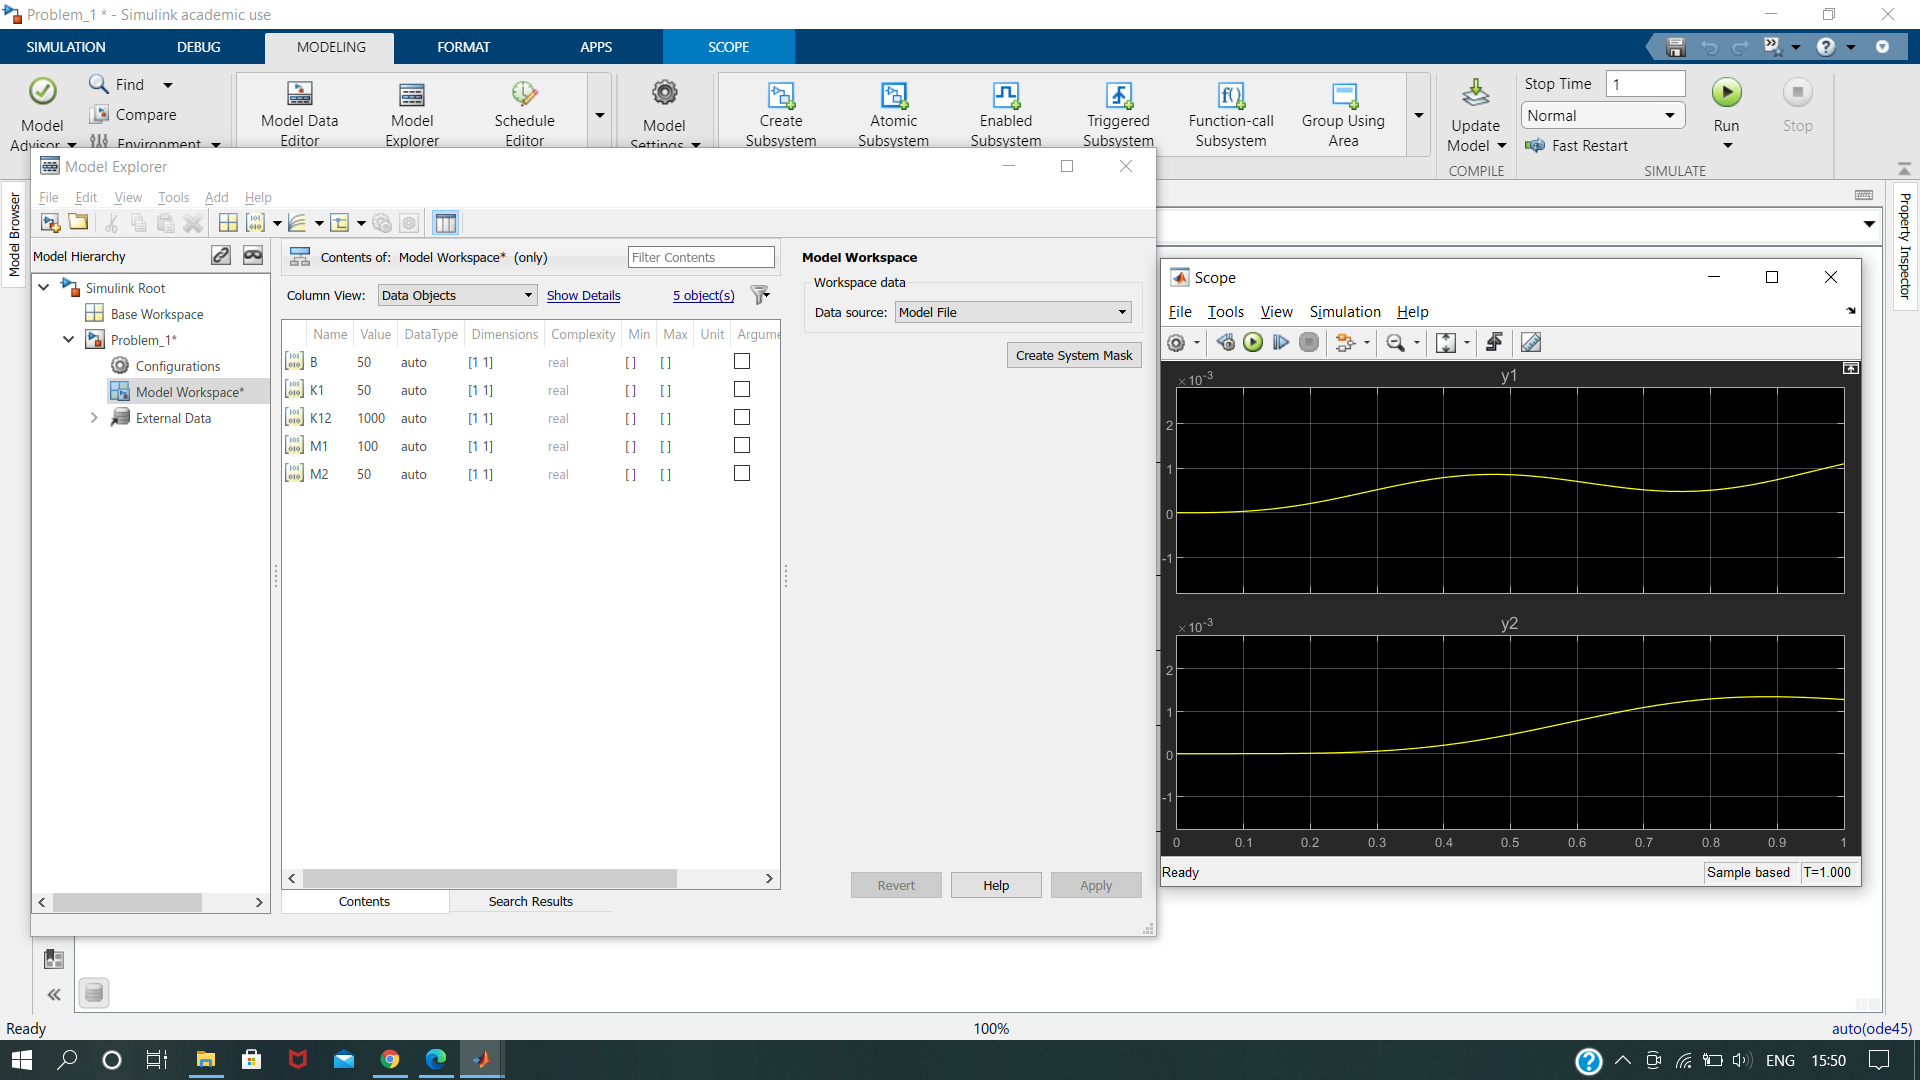 Problem_1 * - Simulink academic use
SIMULATION DEBUG MODELING FORMAT APPS SCOPE
Model Advisor
Find
Compare
Environment
Model Data Editor
Model Explorer
Schedule Editor
Model Settings
Create Subsystem
Atomic Subsystem
Enabled Subsystem
Triggered Subsystem
Function-call Subsystem
Group Using Area
Update Model
COMPILE
Stop Time 1
Normal
Fast Restart
Run
Stop
SIMULATE
Model Browser
Property Inspector
Model Explorer
File Edit View Tools Add Help
Model Hierarchy
Simulink Root
Base Workspace
Problem_1*
Configurations
Model Workspace*
External Data
Contents of: Model Workspace* (only)
Filter Contents
Column View: Data Objects Show Details 5 object(s)
Name Value DataType Dimensions Complexity Min Max Unit Argume
B 50 auto [1 1] real [ ] [ ]
K1 50 auto [1 1] real [ ] [ ]
K12 1000 auto [1 1] real [ ] [ ]
M1 100 auto [1 1] real [ ] [ ]
M2 50 auto [1 1] real [ ] [ ]
Contents Search Results
Model Workspace
Workspace data
Data source: Model File
Create System Mask
Revert Help Apply
Scope
File Tools View Simulation Help
×10-3
y1
2
1
0
-1
×10-3
y2
2
1
0
-1
0 0.1 0.2 0.3 0.4 0.5 0.6 0.7 0.8 0.9 1
Ready Sample based T=1.000
Ready 100% auto(ode45)
ENG 15:50